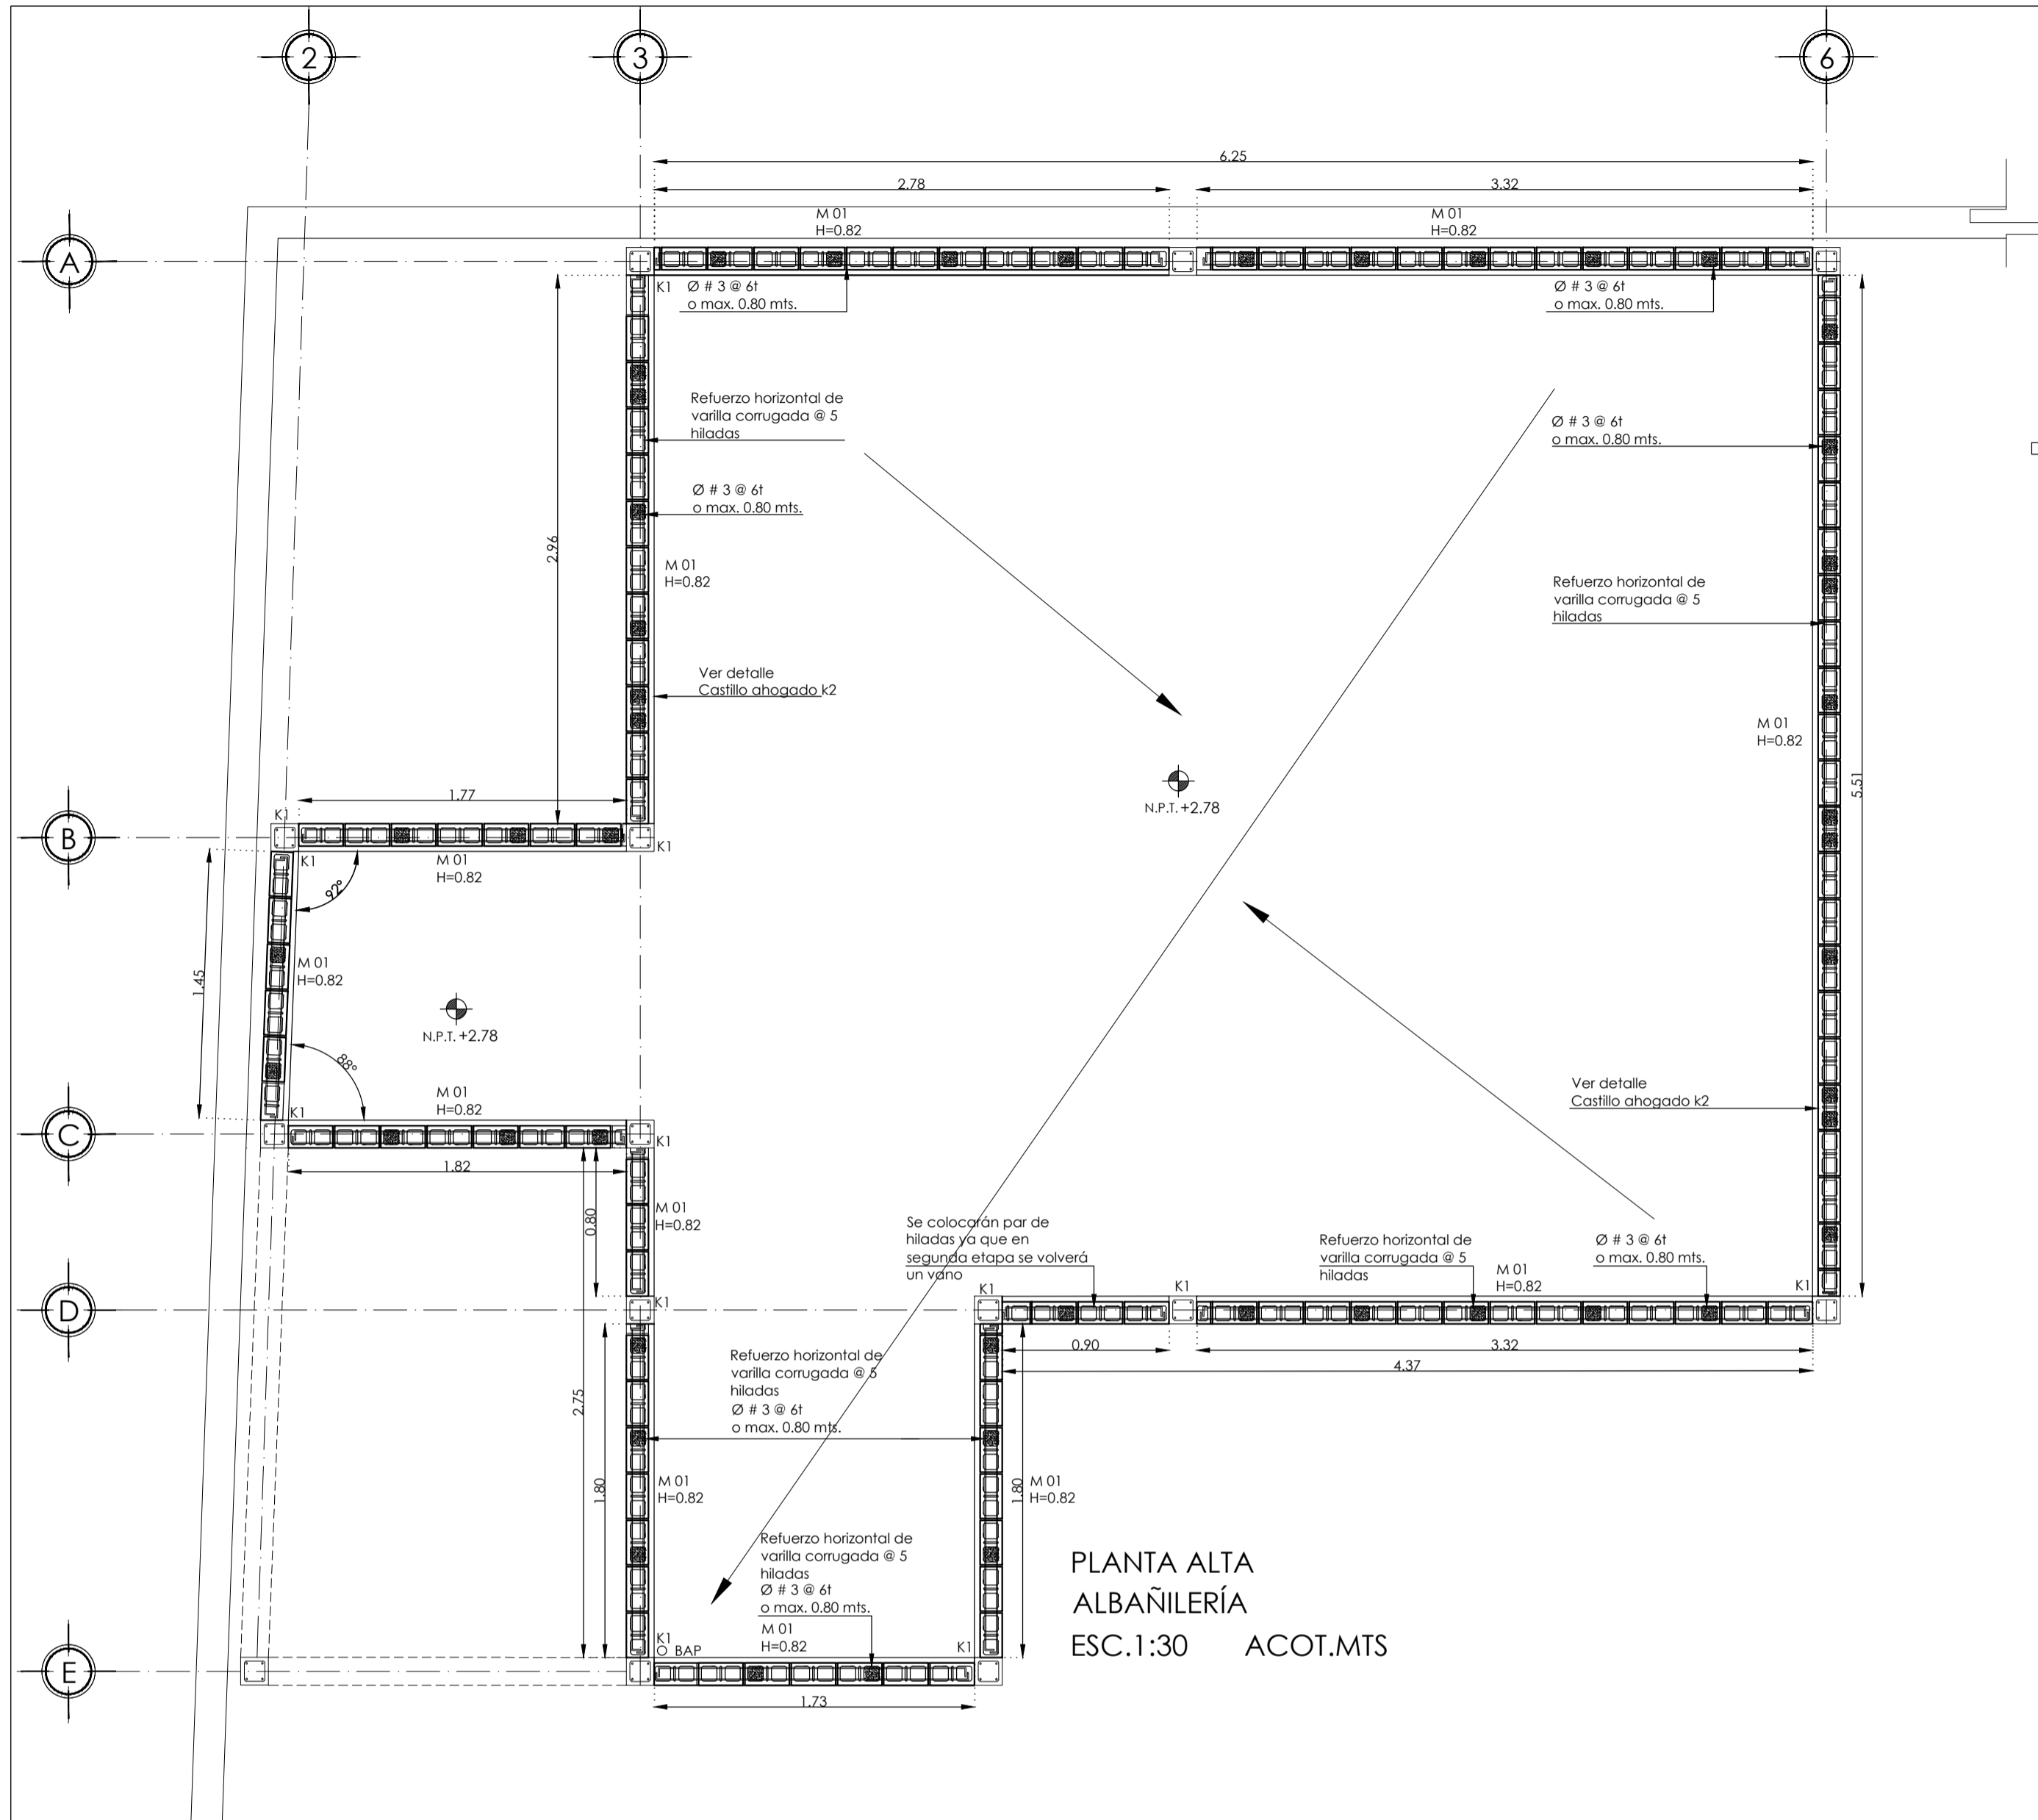 2
3
6
6.25
2.78
3.32
M 01
H=0.82
M 01
H=0.82
A
K1
Ø # 3 @ 6t
o max. 0.80 mts.
Ø # 3 @ 6t
o max. 0.80 mts.
Refuerzo horizontal de
varilla corrugada @ 5
hiladas
Ø # 3 @ 6t
o max. 0.80 mts.
Ø # 3 @ 6t
o max. 0.80 mts.
2.96
M 01
H=0.82
Refuerzo horizontal de
varilla corrugada @ 5
hiladas
Ver detalle
Castillo ahogado k2
M 01
H=0.82
5.51
N.P.T. +2.78
1.77
K1
B
K1
K1
M 01
H=0.82
92°
1.45
M 01
H=0.82
N.P.T. +2.78
88°
M 01
H=0.82
Ver detalle
Castillo ahogado k2
K1
C
K1
1.82
0.80
M 01
H=0.82
Se colocarán par de
hiladas ya que en
segunda etapa se volverá
un vano
Refuerzo horizontal de
varilla corrugada @ 5
hiladas
M 01
H=0.82
Ø # 3 @ 6t
o max. 0.80 mts.
K1
K1
K1
K1
D
0.90
3.32
4.37
2.75
Refuerzo horizontal de
varilla corrugada @ 5
hiladas
Ø # 3 @ 6t
o max. 0.80 mts.
1.80
M 01
H=0.82
1.80
M 01
H=0.82
Refuerzo horizontal de
varilla corrugada @ 5
hiladas
Ø # 3 @ 6t
o max. 0.80 mts.
M 01
H=0.82
K1
BAP
K1
E
1.73
PLANTA ALTA
ALBAÑILERÍA
ESC.1:30 ACOT.MTS